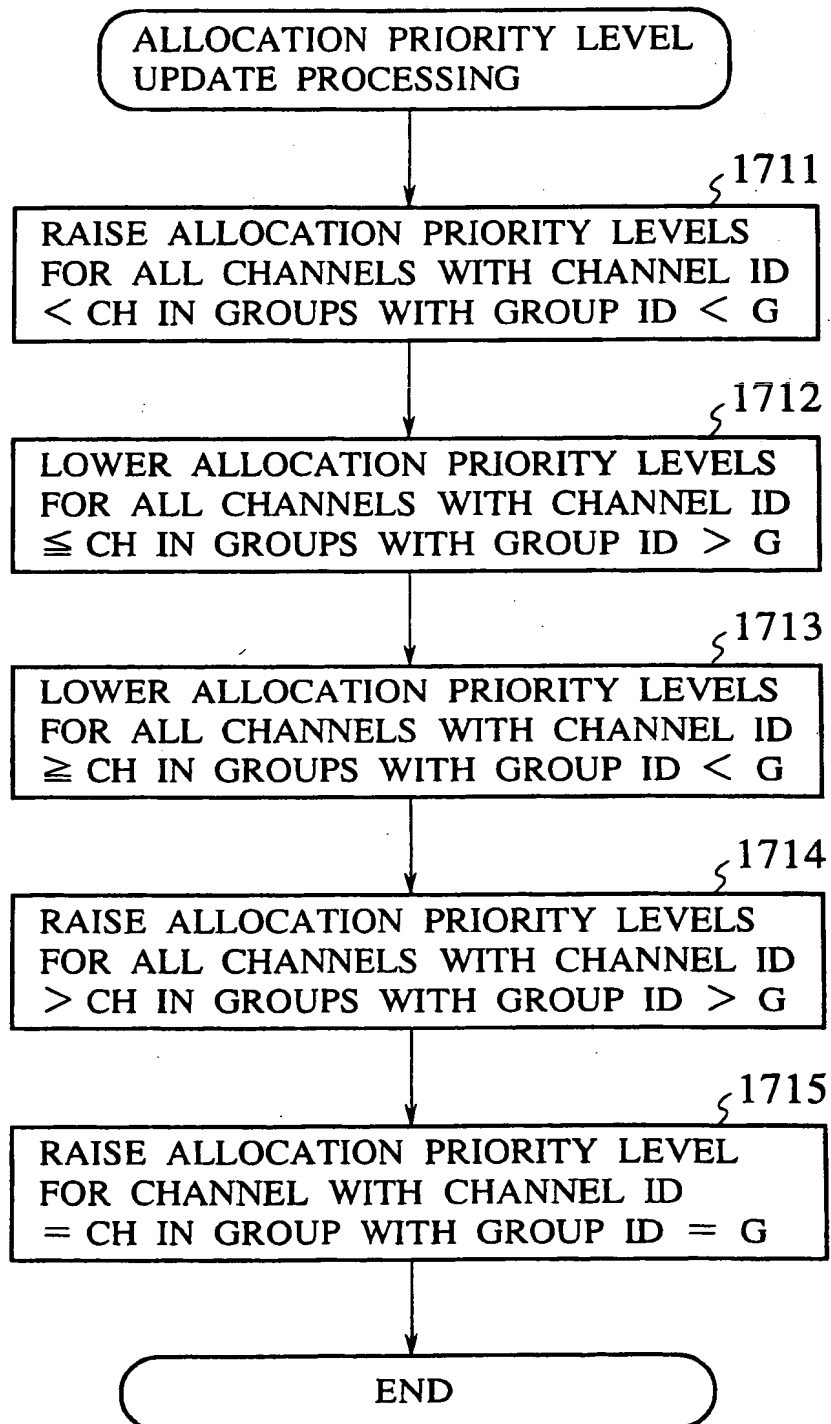 ALLOCATION PRIORITY LEVEL
UPDATE PROCESSING
1711
RAISE ALLOCATION PRIORITY LEVELS
FOR ALL CHANNELS WITH CHANNEL ID
< CH IN GROUPS WITH GROUP ID < G
1712
LOWER ALLOCATION PRIORITY LEVELS
FOR ALL CHANNELS WITH CHANNEL ID
≦ CH IN GROUPS WITH GROUP ID > G
1713
LOWER ALLOCATION PRIORITY LEVELS
FOR ALL CHANNELS WITH CHANNEL ID
≧ CH IN GROUPS WITH GROUP ID < G
1714
RAISE ALLOCATION PRIORITY LEVELS
FOR ALL CHANNELS WITH CHANNEL ID
> CH IN GROUPS WITH GROUP ID > G
1715
RAISE ALLOCATION PRIORITY LEVEL
FOR CHANNEL WITH CHANNEL ID
= CH IN GROUP WITH GROUP ID = G
END